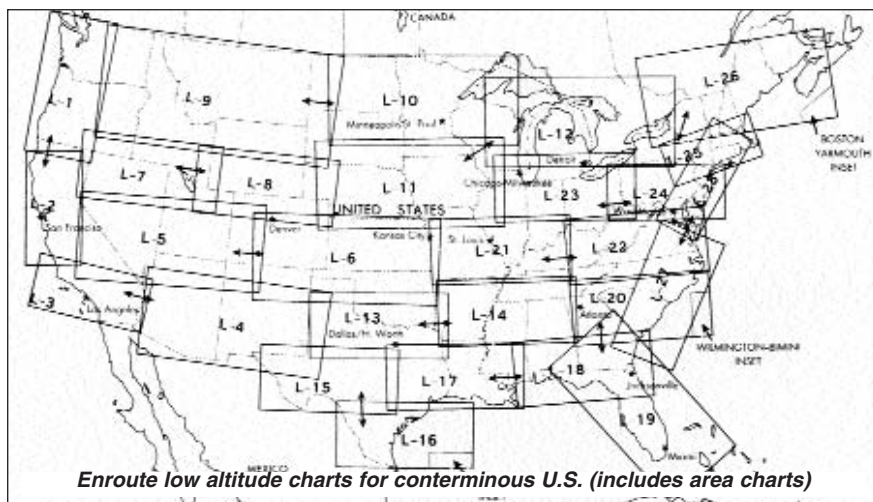 CANADA
L-26
L-1
L-9
L-10
Minneapolis/St. Paul
L-12
BOSTON
YARMOUTH
INSET
Detroit
L-25
L-7
L-8
L-11
Chicago-Milwaukee
L-23
L-24
L-28
L-2
UNITED STATES
San Francisco
Denver
Kansas City
St. Louis
L-21
L-22
L-5
L-6
L-27
L-3
Los Angeles
L-4
L-13
Dallas/Ft. Worth
L-14
L-20
Atlanta
WILMINGTON-BIMINI
INSET
L-15
L-17
L-18
Jacksonville
L-16
L 19
Miami
MEXICO
Enroute low altitude charts for conterminous U.S. (includes area charts)